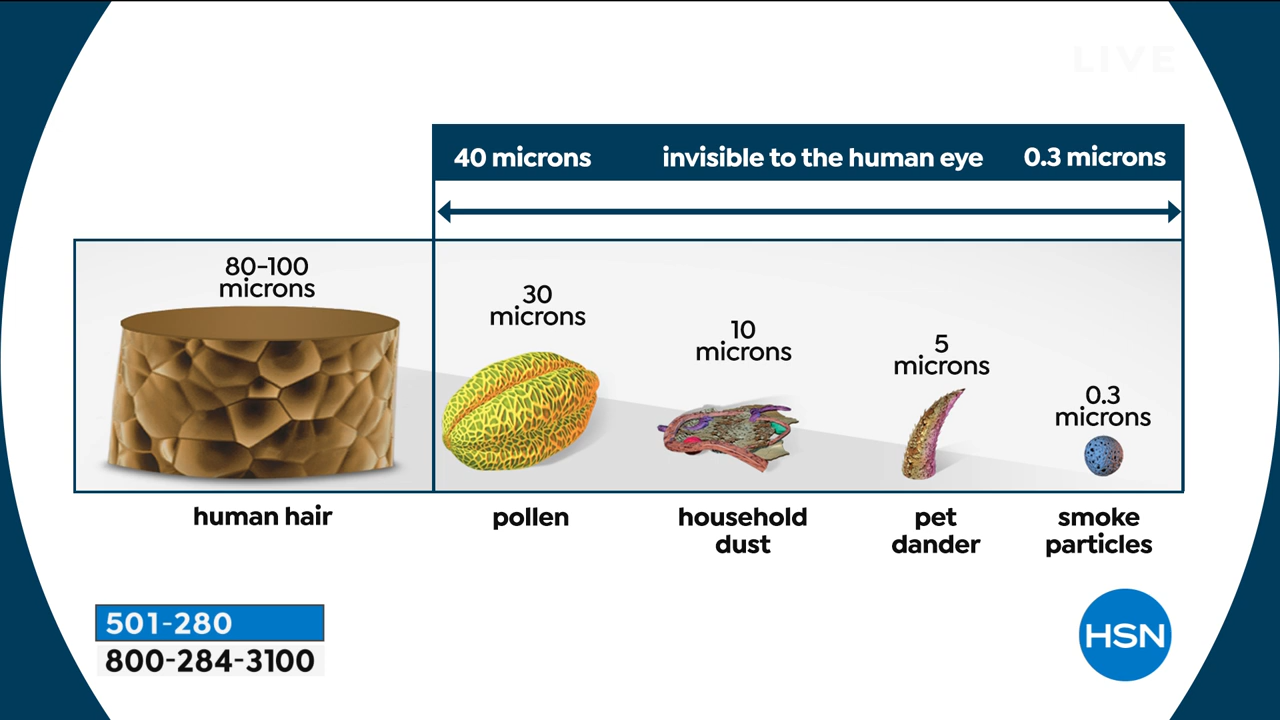 LIVE
40 microns invisible to the human eye 0.3 microns
80-100
microns
30
microns
10
microns
5
microns
0.3
microns
human hair
pollen
household
dust
pet
dander
smoke
particles
501-280
800-284-3100
HSN